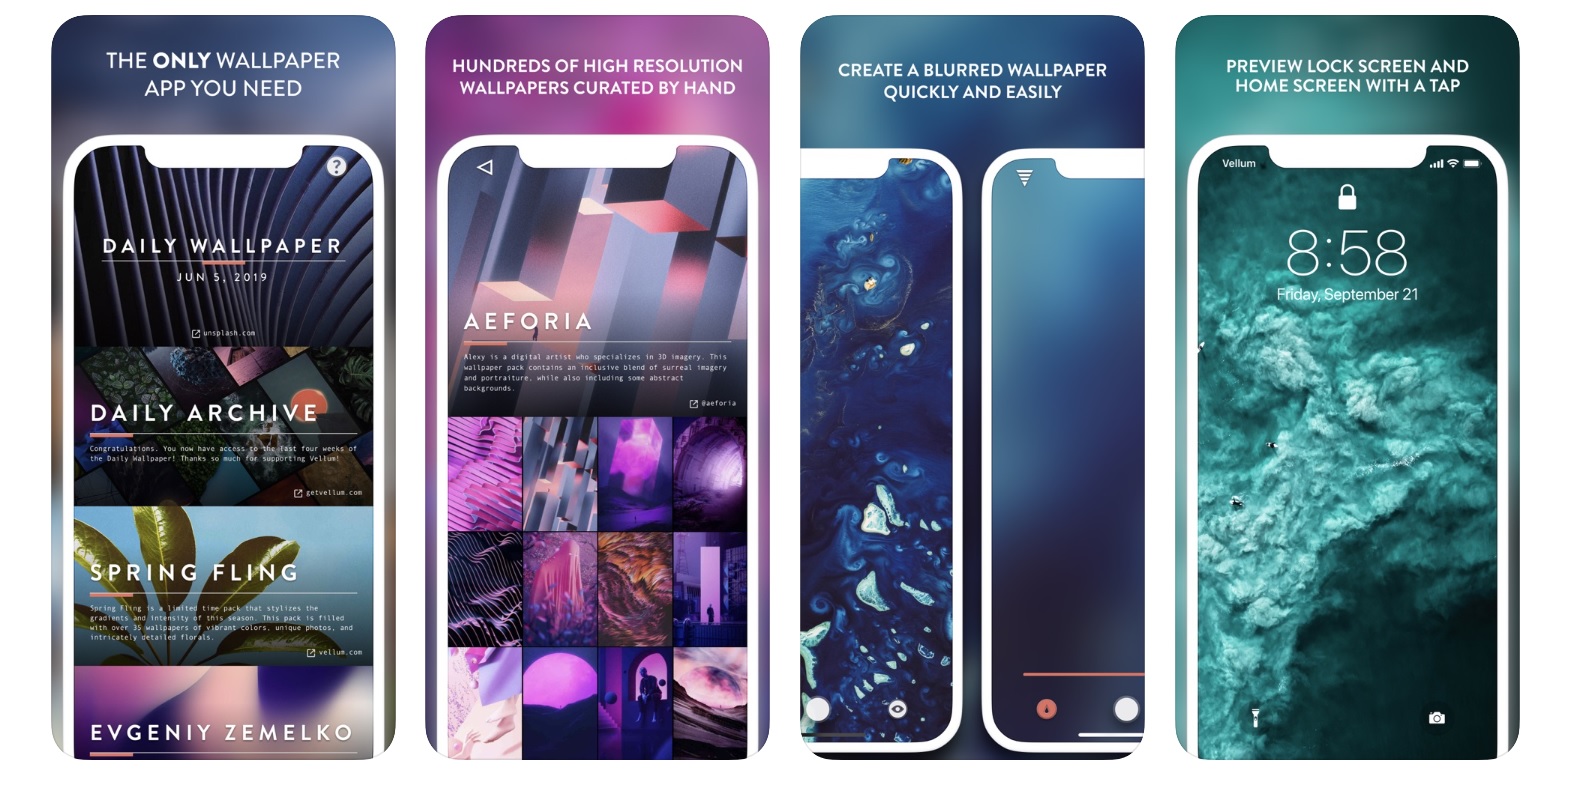 THE ONLY WALLPAPER
APP YOU NEED
?
DAILY WALLPAPER
JUN 5, 2019
unsplash.com
DAILY ARCHIVE
Congratulations. You now have access to the last four weeks of
the Daily Wallpaper! Thanks so much for supporting Vellum!
getvellum.com
SPRING FLING
Spring Fling is a limited time pack that stylizes the
gradients and intensity of this season. This pack is filled
with over 35 wallpapers of vibrant colors, unique photos, and
intricately detailed florals.
vellum.com
EVGENIY ZEMELKO
HUNDREDS OF HIGH RESOLUTION
WALLPAPERS CURATED BY HAND
AEFORIA
Alexy is a digital artist who specializes in 3D imagery. This
wallpaper pack contains an inclusive blend of surreal imagery
and portraiture, while also including some abstract
backgrounds.
@aeforia
CREATE A BLURRED WALLPAPER
QUICKLY AND EASILY
PREVIEW LOCK SCREEN AND
HOME SCREEN WITH A TAP
Vellum
8:58
Friday, September 21